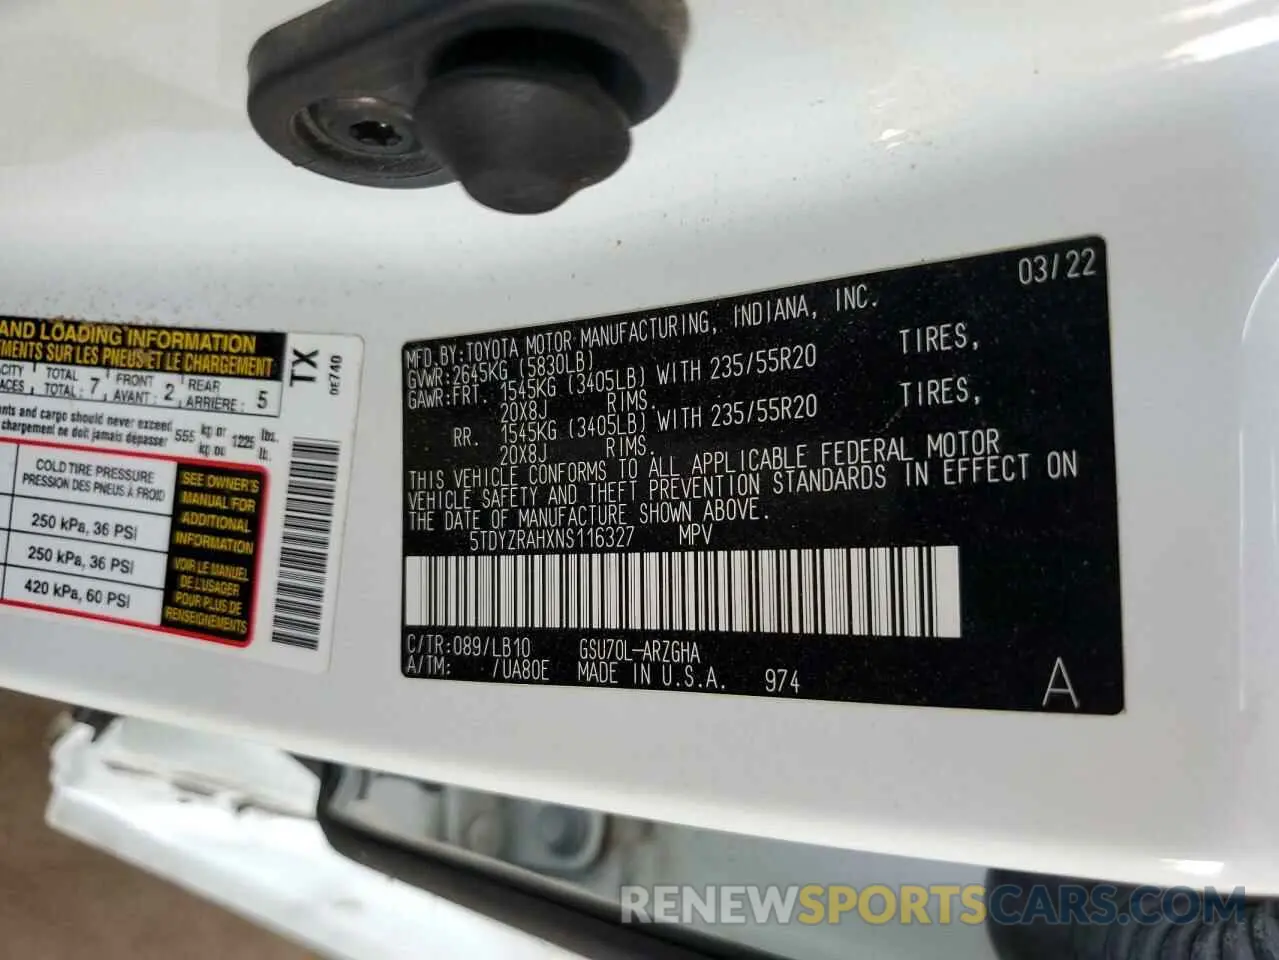 AND LOADING INFORMATION
TMENTS SUR LES PNEUS ET LE CHARGEMENT
CITY TOTAL 7 FRONT 2 REAR 5
ACES, TOTAL: AVANT: ARRIÈRE:
nts and cargo should never exceed 555 kg or 1225 lbs.
chargement ne doit jamais dépasser kg ou lb.
COLD TIRE PRESSURE
PRESSION DES PNEUS À FROID
250 kPa, 36 PSI
250 kPa, 36 PSI
420 kPa, 60 PSI
SEE OWNER'S
MANUAL FOR
ADDITIONAL
INFORMATION
VOIR LE MANUEL
DE L'USAGER
POUR PLUS DE
RENSEIGNEMENTS
TX
0E740
03/22
MFD.BY:TOYOTA MOTOR MANUFACTURING, INDIANA, INC.
GVWR:2645KG (5830LB)
GAWR:FRT. 1545KG (3405LB) WITH 235/55R20 TIRES,
20X8J RIMS.
RR. 1545KG (3405LB) WITH 235/55R20 TIRES,
20X8J RIMS.
THIS VEHICLE CONFORMS TO ALL APPLICABLE FEDERAL MOTOR
VEHICLE SAFETY AND THEFT PREVENTION STANDARDS IN EFFECT ON
THE DATE OF MANUFACTURE SHOWN ABOVE.
5TDYZRAHXNS116327 MPV
C/TR:089/LB10 GSU70L-ARZGHA
A/TM: /UA80E MADE IN U.S.A. 974
A
RENEWSPORTSCARS.COM